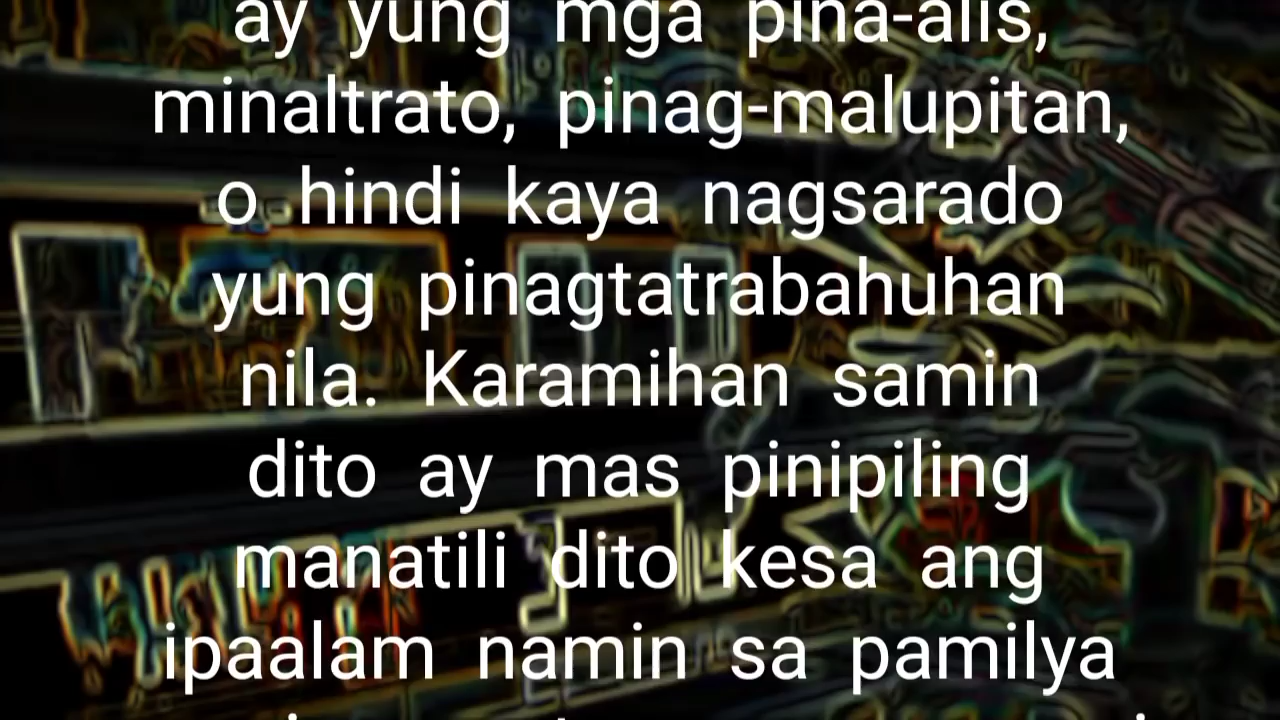 ay yung mga pina-alis,
minaltrato, pinag-malupitan,
o hindi kaya nagsarado
yung pinagtatrabahuhan
nila. Karamihan samin
dito ay mas pinipiling
manatili dito kesa ang
ipaalam namin sa pamilya